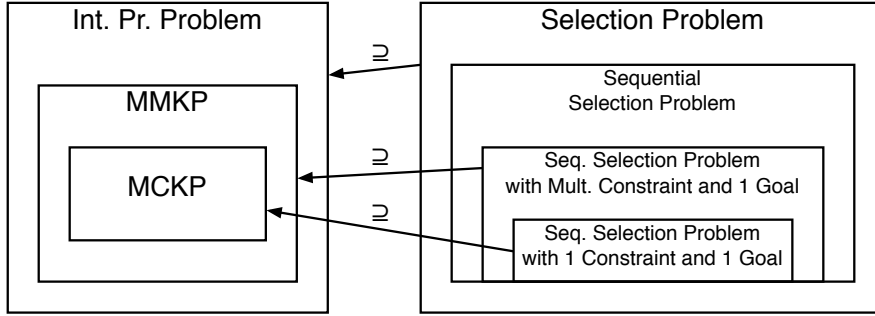 Int. Pr. Problem
MMKP
MCKP
⊇
⊇
⊇
Selection Problem
Sequential
Selection Problem
Seq. Selection Problem
with Mult. Constraint and 1 Goal
Seq. Selection Problem
with 1 Constraint and 1 Goal